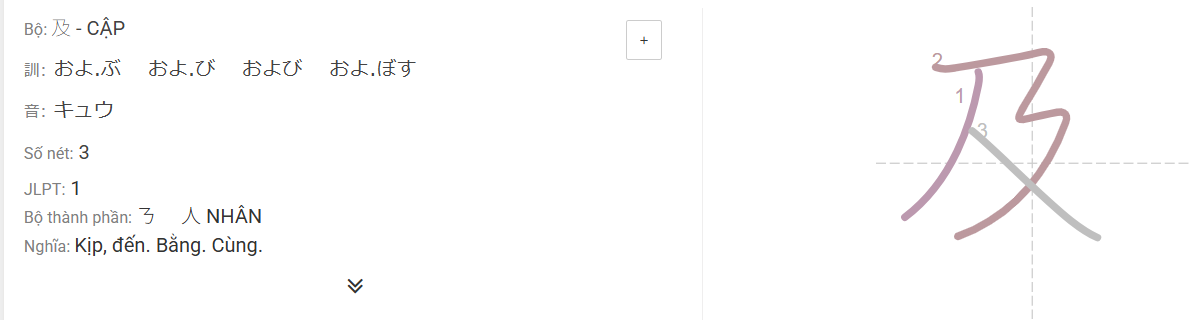 Bộ: 及 - CẬP
+
訓: およ.ぶ およ.び および およ.ぼす
音: キュウ
Số nét: 3
JLPT: 1
Bộ thành phần: ㄋ 人 NHÂN
Nghĩa: Kịp, đến. Bằng. Cùng.
2
1
3
及